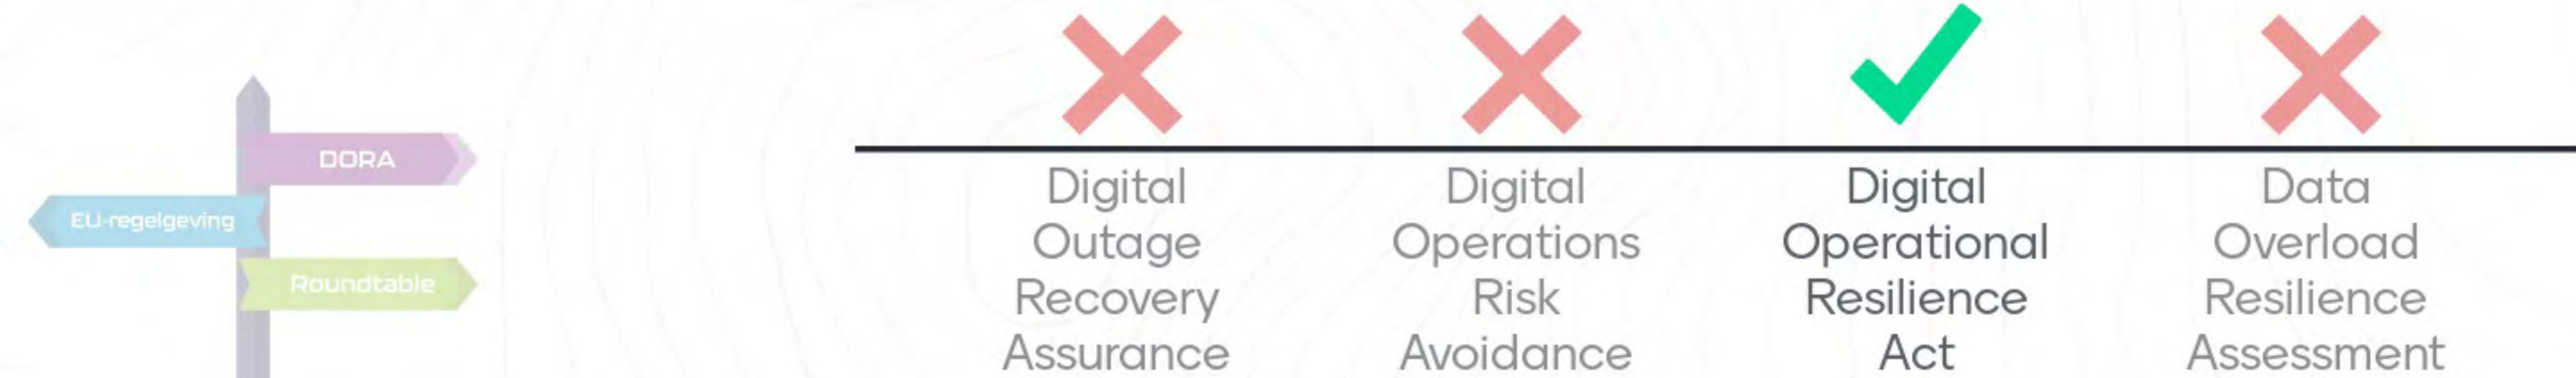 DORA
EU-regelgeving
Roundtable
Digital
Outage
Recovery
Assurance
Digital
Operations
Risk
Avoidance
Digital
Operational
Resilience
Act
Data
Overload
Resilience
Assessment